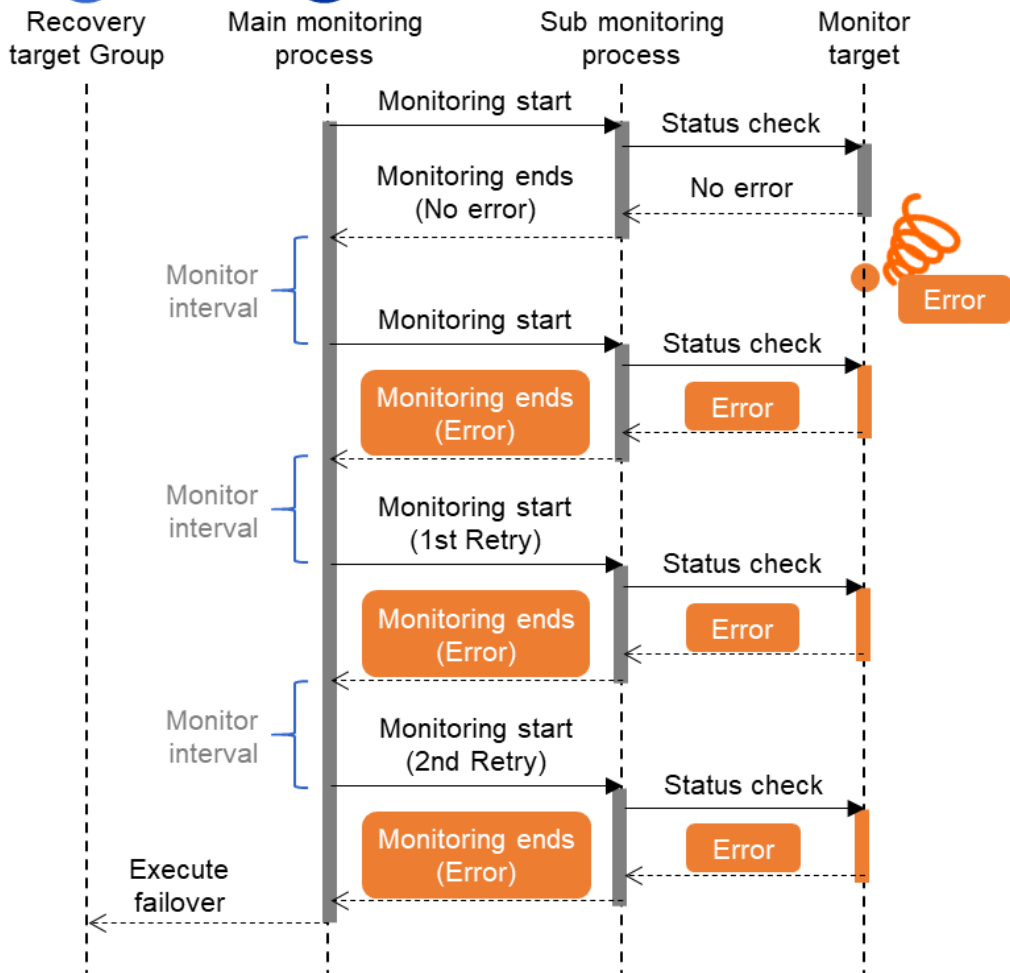 Recovery
target Group
Main monitoring
process
Sub monitoring
process
Monitor
target
Monitoring start
Status check
Monitoring ends
(No error)
No error
Monitor
interval
Error
Monitoring start
Status check
Monitoring ends
(Error)
Error
Monitor
interval
Monitoring start
(1st Retry)
Status check
Monitoring ends
(Error)
Error
Monitor
interval
Monitoring start
(2nd Retry)
Status check
Monitoring ends
(Error)
Error
Execute
failover